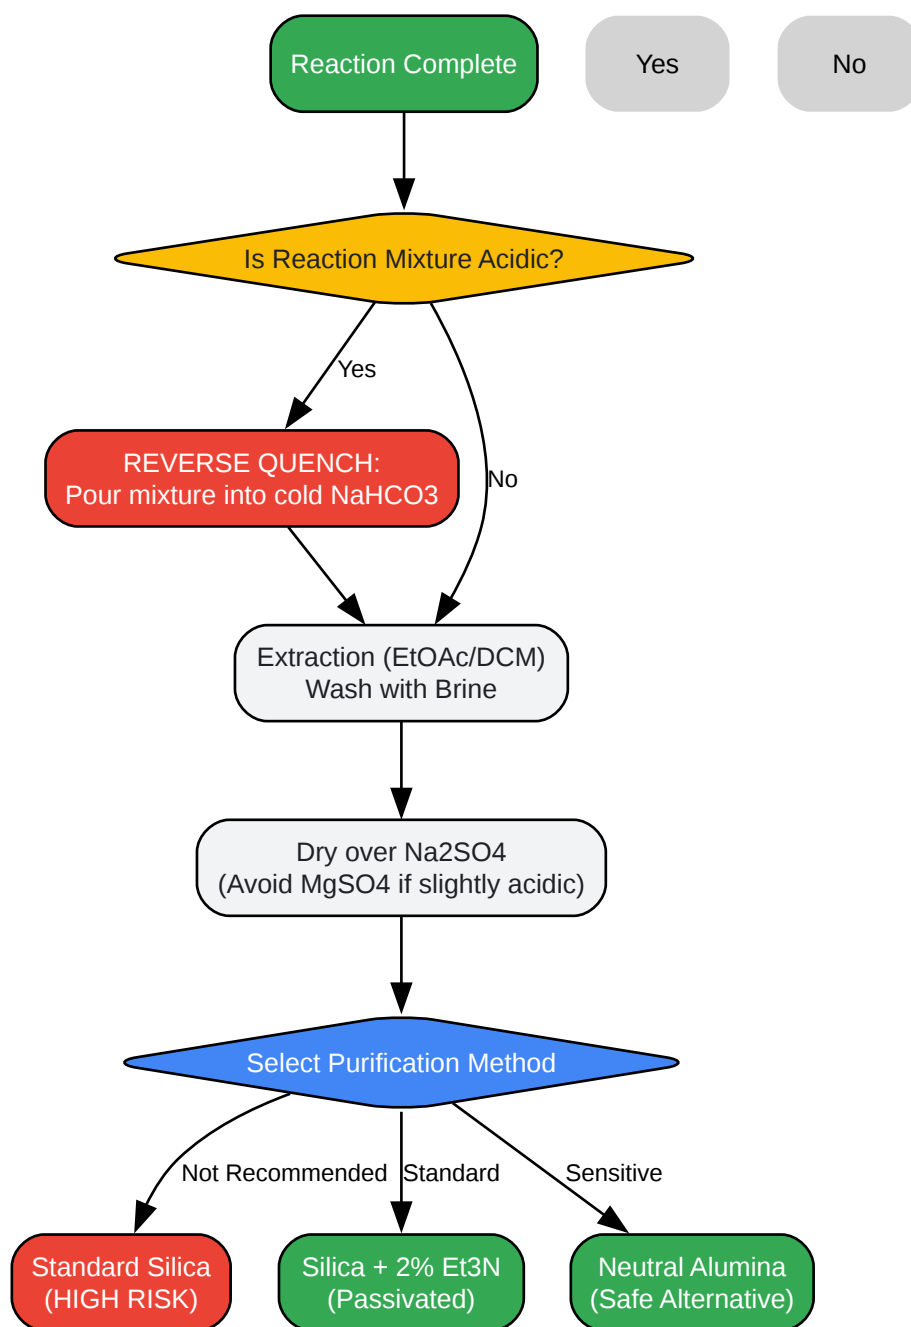 Reaction Complete
Yes
No
Is Reaction Mixture Acidic?
Yes
REVERSE QUENCH:
Pour mixture into cold NaHCO3
No
Extraction (EtOAc/DCM)
Wash with Brine
Dry over Na2SO4
(Avoid MgSO4 if slightly acidic)
Select Purification Method
Not Recommended
Standard
Sensitive
Standard Silica
(HIGH RISK)
Silica + 2% Et3N
(Passivated)
Neutral Alumina
(Safe Alternative)